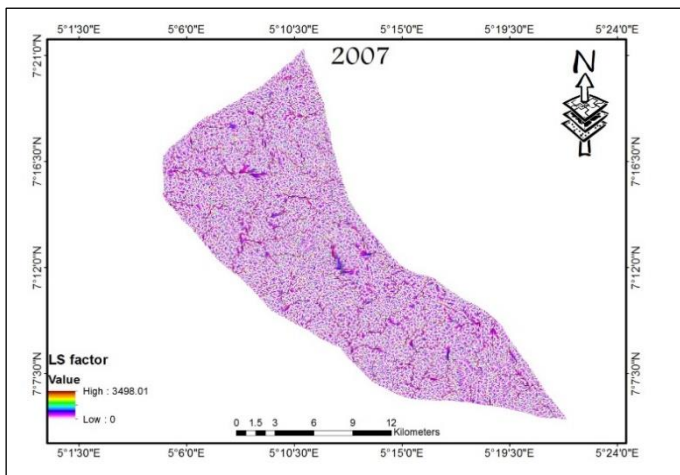 5°1'30"E 5°6'0"E 5°10'30"E 5°15'0"E 5°19'30"E 5°24'0"E
2007
N
7°21'0"N 7°21'0"N
7°16'30"N 7°16'30"N
7°12'0"N 7°12'0"N
7°7'30"N 7°7'30"N
LS factor
Value
High : 3498.01
Low : 0
0 1.5 3 6 9 12
Kilometers
5°1'30"E 5°6'0"E 5°10'30"E 5°15'0"E 5°19'30"E 5°24'0"E